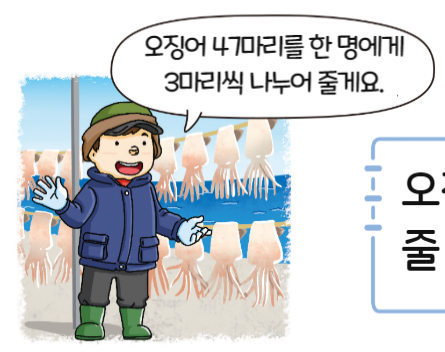 오징어 47마리를 한 명에게
3마리씩 나누어 줄게요.
줄